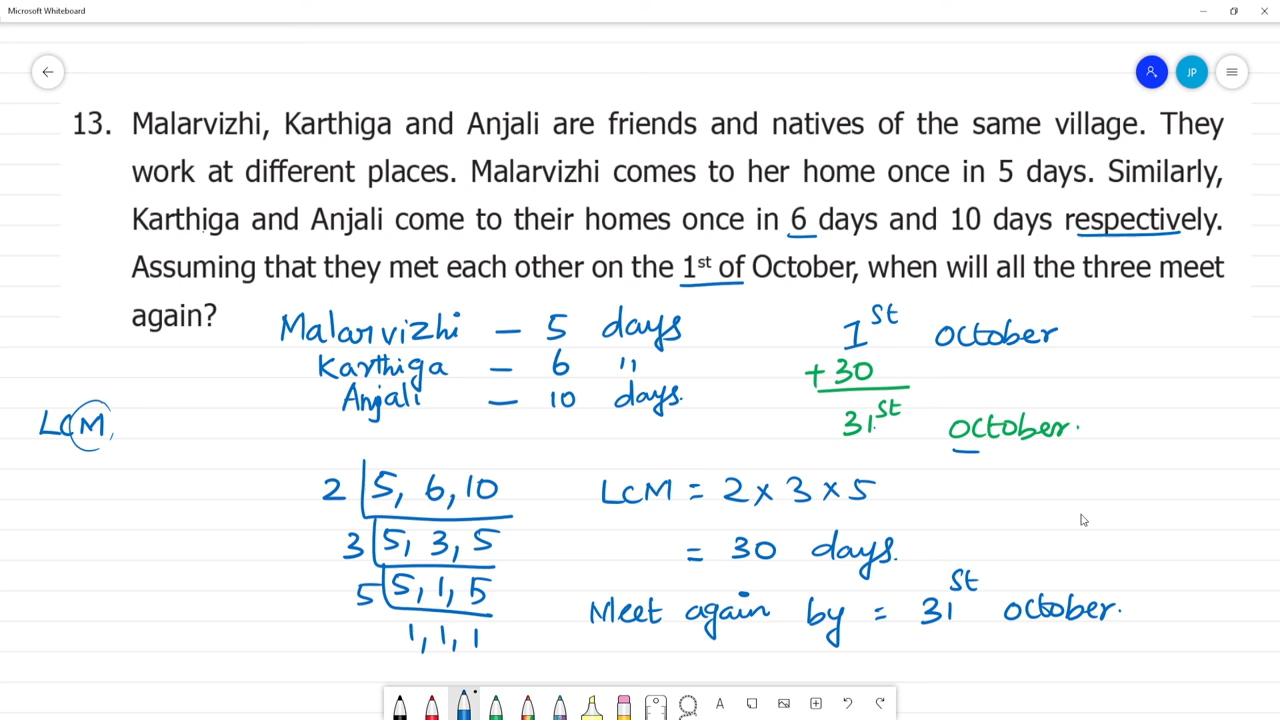 Microsoft Whiteboard
JP
13. Malarvizhi, Karthiga and Anjali are friends and natives of the same village. They
work at different places. Malarvizhi comes to her home once in 5 days. Similarly,
Karthiga and Anjali come to their homes once in 6 days and 10 days respectively.
Assuming that they met each other on the 1st of October, when will all the three meet
again?
Malarvizhi - 5 days
Karthiga - 6 "
Anjali - 10 days.
1st october
+30
31st october.
LCM,
2 5, 6, 10
3 5, 3, 5
5 5, 1, 5
1, 1, 1
LCM = 2 x 3 x 5
= 30 days.
Meet again by = 31st october.
A